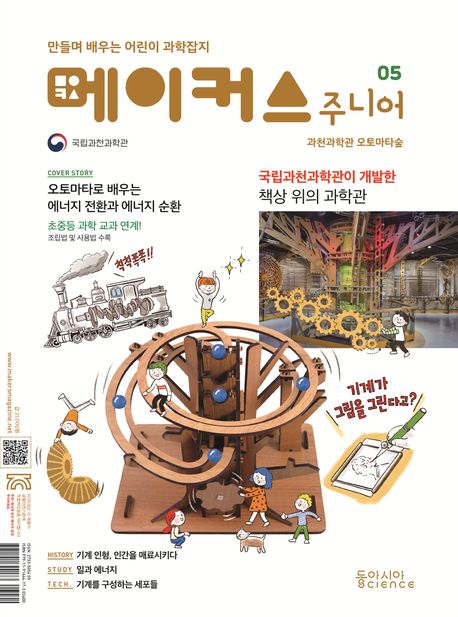 만들며 배우는 어린이 과학잡지
메이커스 주니어
05
국립과천과학관
과천과학관 오토마타숲
COVER STORY
오토마타로 배우는
에너지 전환과 에너지 순환
초중등 과학 교과 연계!
조립법 및 사용법 수록
국립과천과학관이 개발한
책상 위의 과학관
칙칙폭폭!!
기계가
그림을 그린다고?
www.makersmagazine.net
HISTORY 기계 인형, 인간을 매료시키다
STUDY 일과 에너지
TECH. 기계를 구성하는 세포들
동아시아
SCIENCE